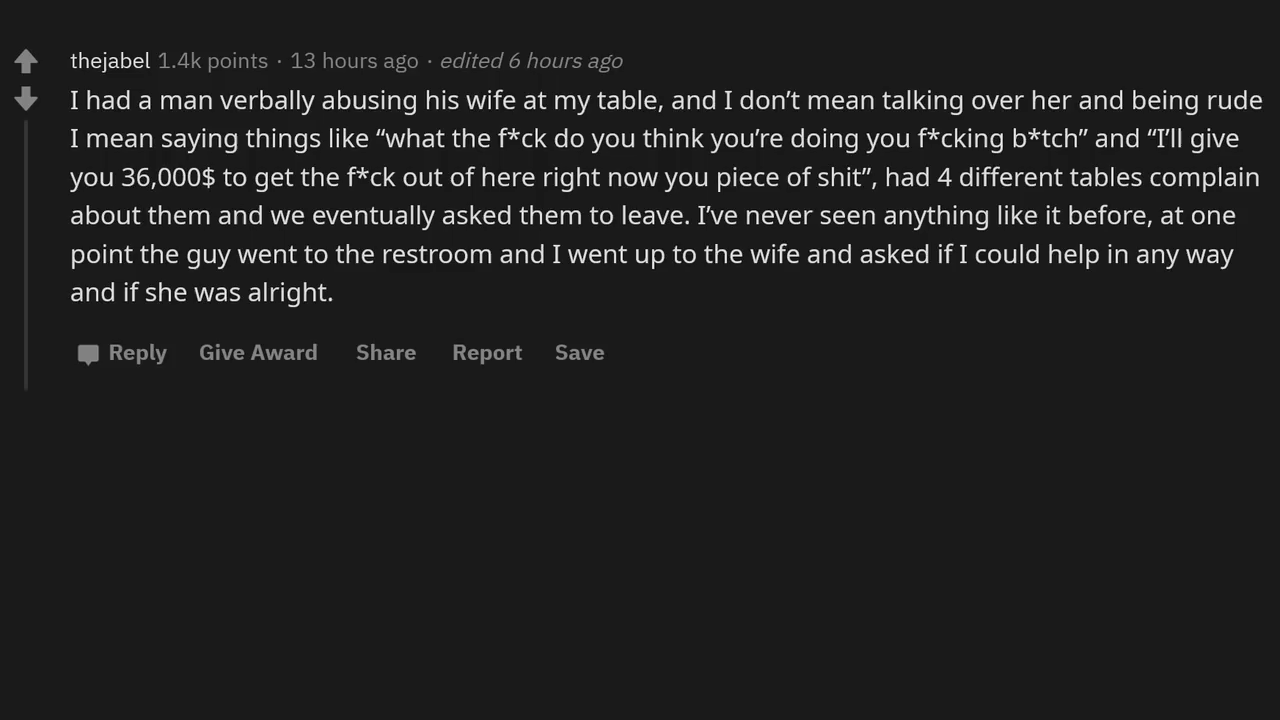 thejabel 1.4k points · 13 hours ago · edited 6 hours ago
I had a man verbally abusing his wife at my table, and I don’t mean talking over her and being rude
I mean saying things like “what the f*ck do you think you’re doing you f*cking b*tch” and “I’ll give
you 36,000$ to get the f*ck out of here right now you piece of shit”, had 4 different tables complain
about them and we eventually asked them to leave. I’ve never seen anything like it before, at one
point the guy went to the restroom and I went up to the wife and asked if I could help in any way
and if she was alright.
Reply Give Award Share Report Save